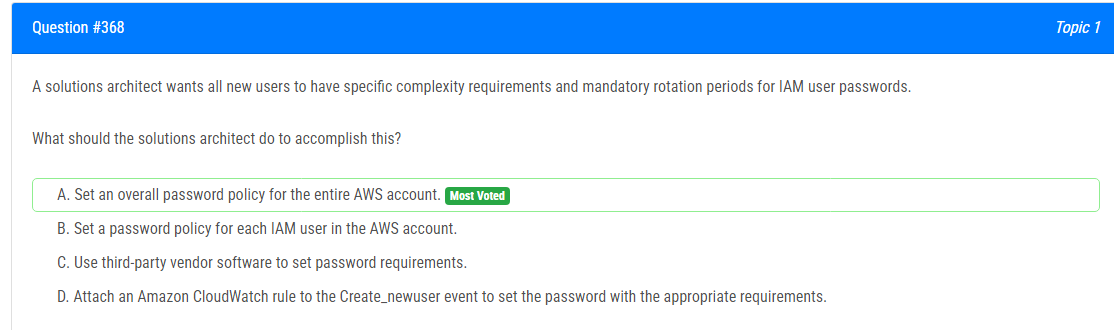 Question #368
Topic 1
A solutions architect wants all new users to have specific complexity requirements and mandatory rotation periods for IAM user passwords.
What should the solutions architect do to accomplish this?
A. Set an overall password policy for the entire AWS account. Most Voted
B. Set a password policy for each IAM user in the AWS account.
C. Use third-party vendor software to set password requirements.
D. Attach an Amazon CloudWatch rule to the Create_newuser event to set the password with the appropriate requirements.